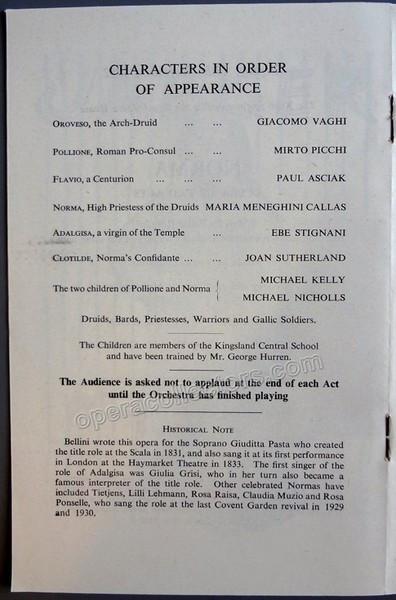 CHARACTERS IN ORDER
OF APPEARANCE
OROVESO, the Arch-Druid ... ... GIACOMO VAGHI
POLLIONE, Roman Pro-Consul ... ... MIRTO PICCHI
FLAVIO, a Centurion ... ... ... PAUL ASCIAK
NORMA, High Priestess of the Druids MARIA MENEGHINI CALLAS
ADALGISA, a virgin of the Temple ... EBE STIGNANI
CLOTILDE, Norma's Confidante ... ... JOAN SUTHERLAND
The two children of Pollione and Norma { MICHAEL KELLY
MICHAEL NICHOLLS
Druids, Bards, Priestesses, Warriors and Gallic Soldiers.
The Children are members of the Kingsland Central School
and have been trained by Mr. George Hurren.
The Audience is asked not to applaud at the end of each Act
until the Orchestra has finished playing
operacollectors.com
HISTORICAL NOTE
Bellini wrote this opera for the Soprano Giuditta Pasta who created
the title role at the Scala in 1831, and also sang it at its first performance
in London at the Haymarket Theatre in 1833. The first singer of the
role of Adalgisa was Giulia Grisi, who in her turn also became a
famous interpreter of the title role. Other celebrated Normas have
included Tietjens, Lilli Lehmann, Rosa Raisa, Claudia Muzio and Rosa
Ponselle, who sang the role at the last Covent Garden revival in 1929
and 1930.